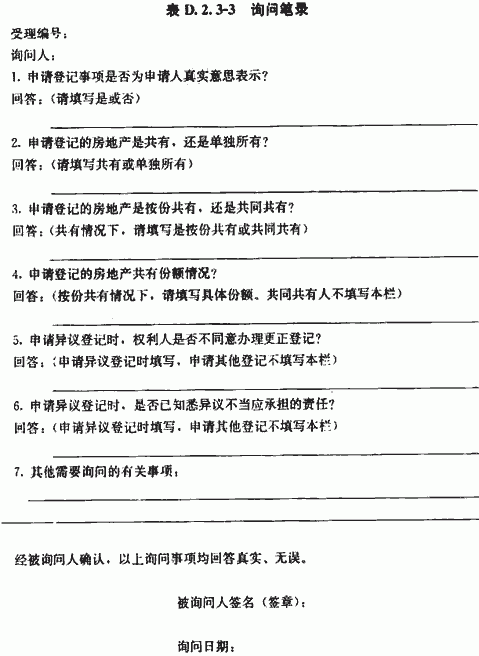 表 D.2.3-3 询问笔录
受理编号：
询问人：
1. 申请登记事项是否为申请人真实意思表示？
回答：（请填写是或否）
2. 申请登记的房地产是共有，还是单独所有？
回答：（请填写共有或单独所有）
3. 申请登记的房地产是按份共有，还是共同共有？
回答：（共有情况下，请填写是按份共有或共同共有）
4. 申请登记的房地产共有份额情况？
回答：（按份共有情况下，请填写具体份额。共同共有人不填写本栏）
5. 申请异议登记时，权利人是否不同意办理更正登记？
回答：（申请异议登记时填写，申请其他登记不填写本栏）
6. 申请异议登记时，是否已知悉异议不当应承担的责任？
回答：（申请异议登记时填写，申请其他登记不填写本栏）
7. 其他需要询问的有关事项：
经被询问人确认，以上询问事项均回答真实、无误。
被询问人签名（签章）：
询问日期：